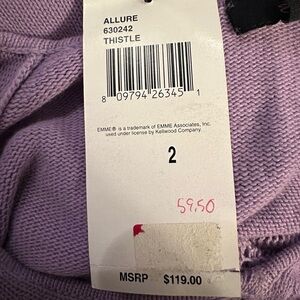 ALLURE
630242
THISTLE
8 09794 26345 1
EMME® is a trademark of EMME Associates, Inc.
used under license by Kellwood Company.
2
59.50
MSRP $119.00